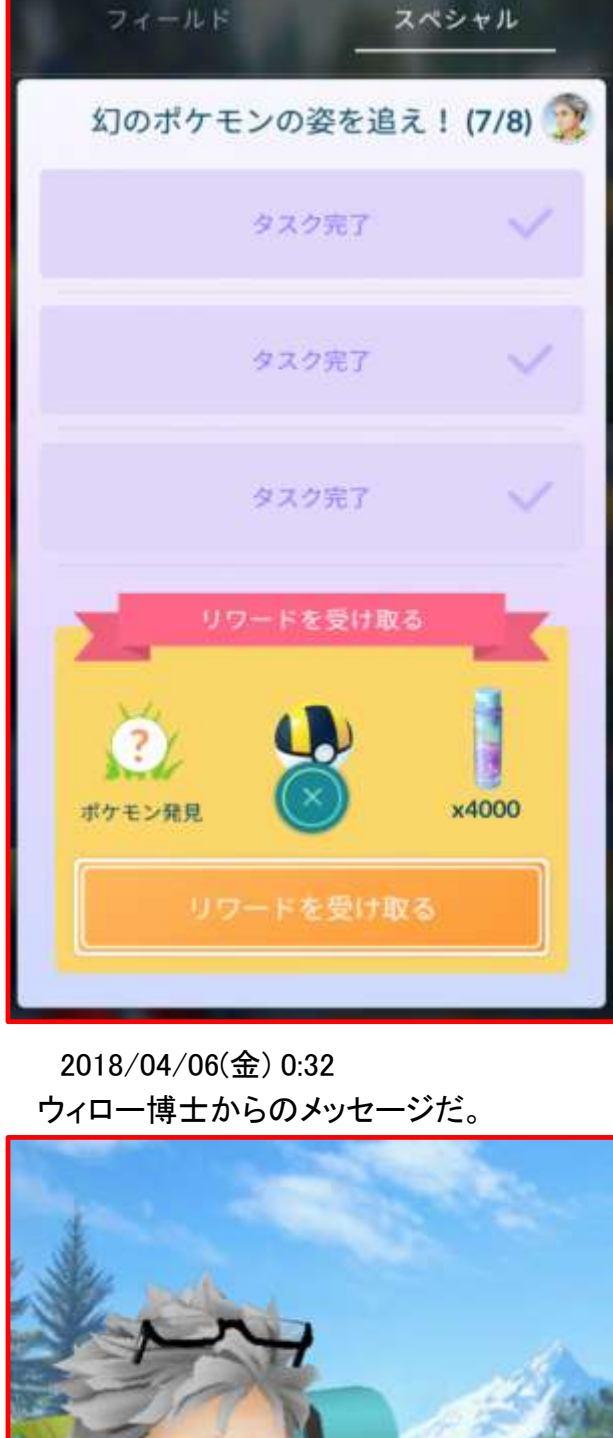 フィールド スペシャル
幻のポケモンの姿を追え！ (7/8)
タスク完了
タスク完了
タスク完了
リワードを受け取る
ポケモン発見
x4000
リワードを受け取る
2018/04/06(金) 0:32
ウィロー博士からのメッセージだ。